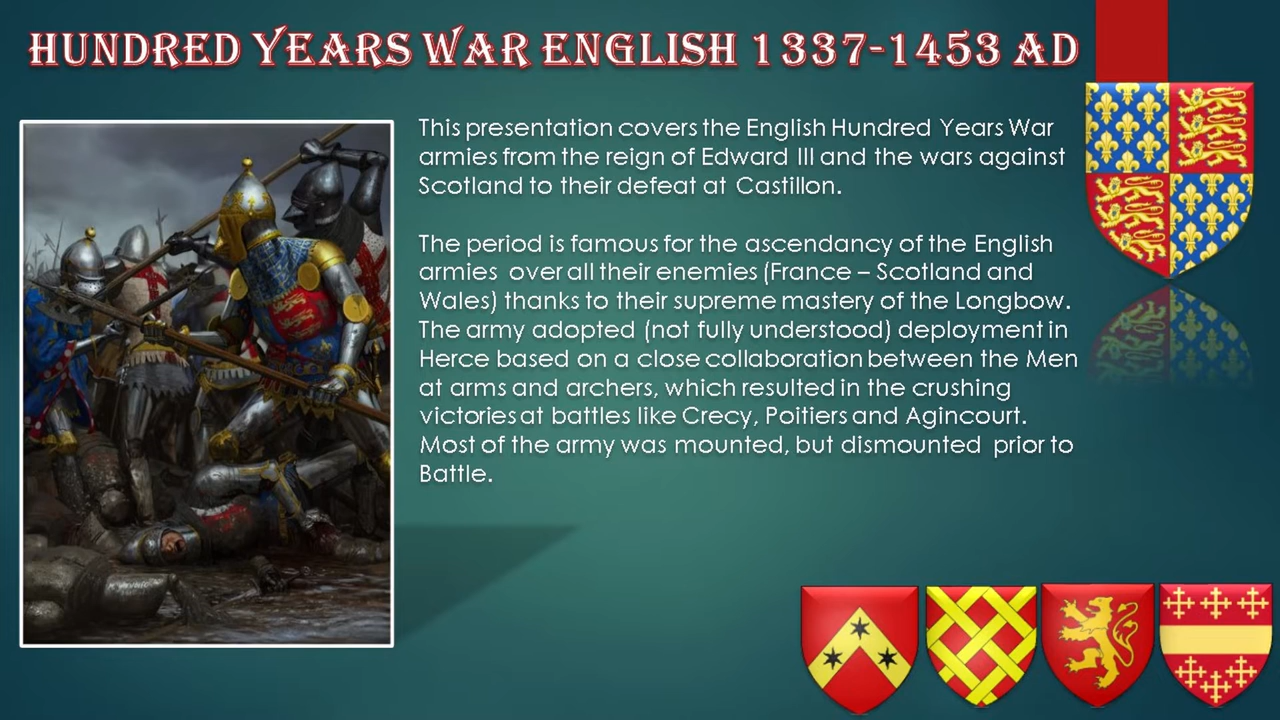 HUNDRED YEARS WAR ENGLISH 1337-1453 AD
This presentation covers the English Hundred Years War
armies from the reign of Edward III and the wars against
Scotland to their defeat at Castillon.
The period is famous for the ascendancy of the English
armies over all their enemies (France – Scotland and
Wales) thanks to their supreme mastery of the Longbow.
The army adopted (not fully understood) deployment in
Herce based on a close collaboration between the Men
at arms and archers, which resulted in the crushing
victories at battles like Crecy, Poitiers and Agincourt.
Most of the army was mounted, but dismounted prior to
Battle.